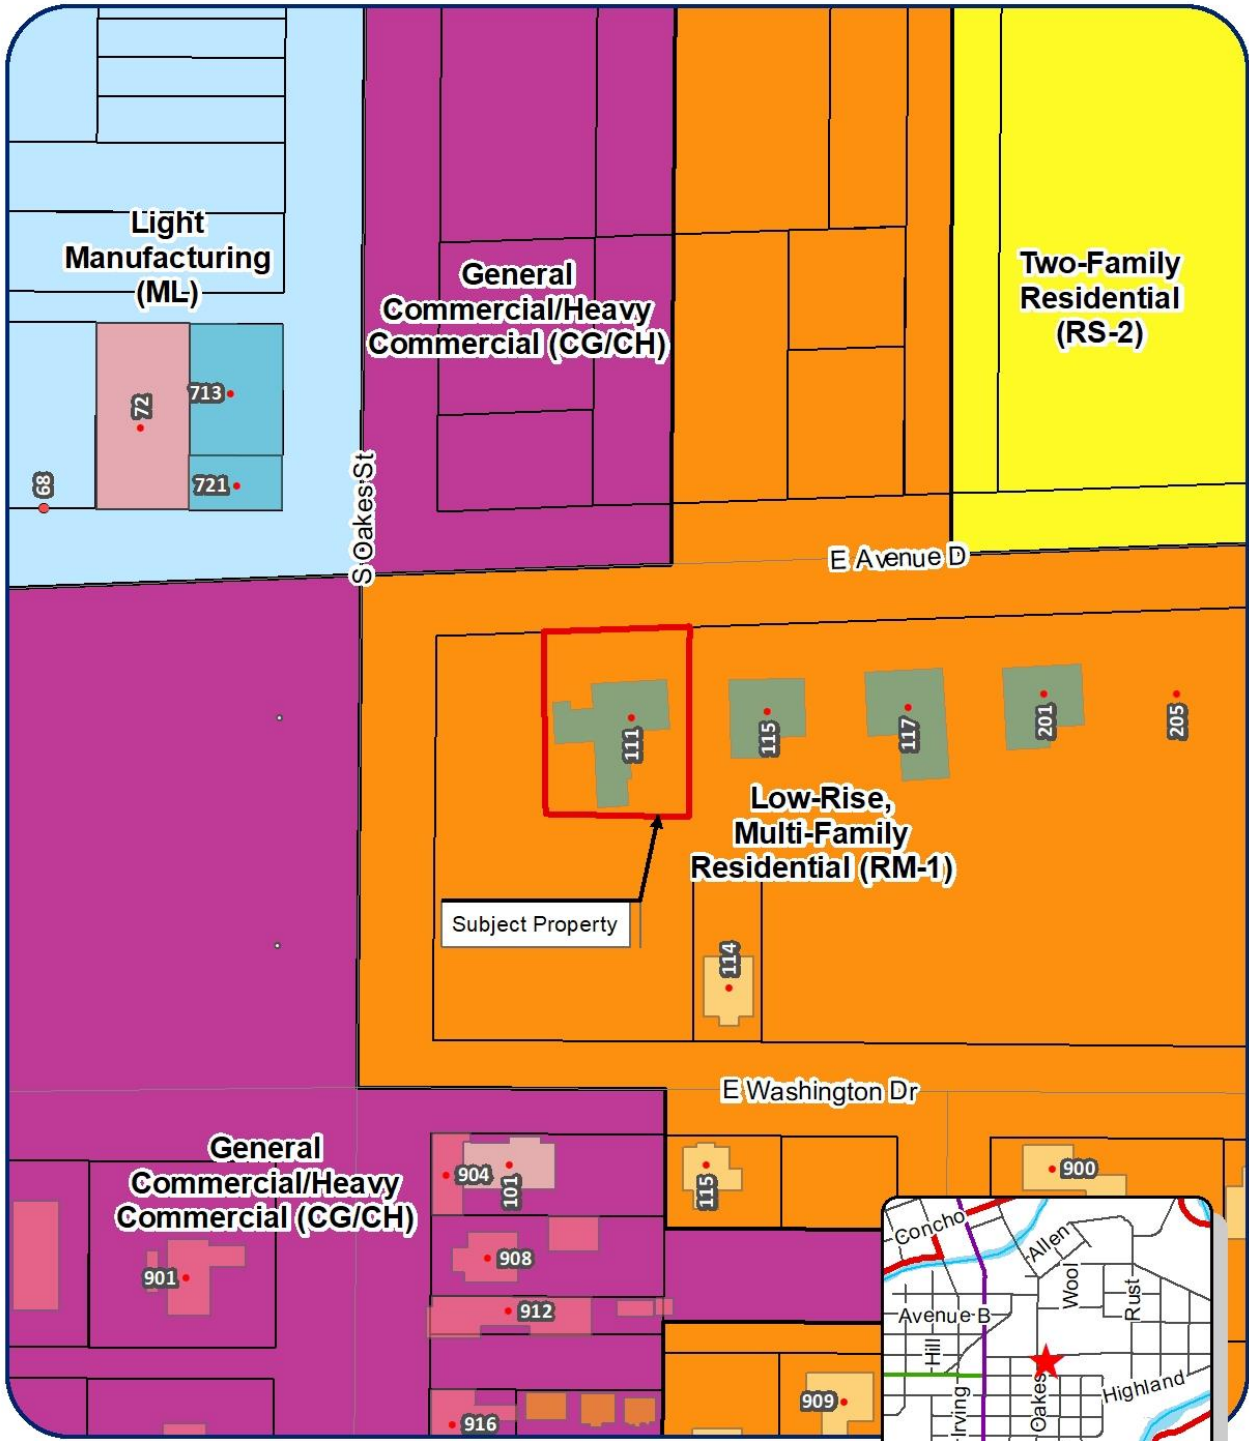 Light
Manufacturing
(ML)
General
Commercial/Heavy
Commercial (CG/CH)
Two-Family
Residential
(RS-2)
72
713
721
68
S Oakes St
E Avenue D
111
115
117
201
205
Low-Rise,
Multi-Family
Residential (RM-1)
Subject Property
114
E Washington Dr
General
Commercial/Heavy
Commercial (CG/CH)
904
101
115
900
908
901
912
916
909
Concho
Allen
Wool
Rust
Avenue B
Hill
Irving
Oakes
Highland